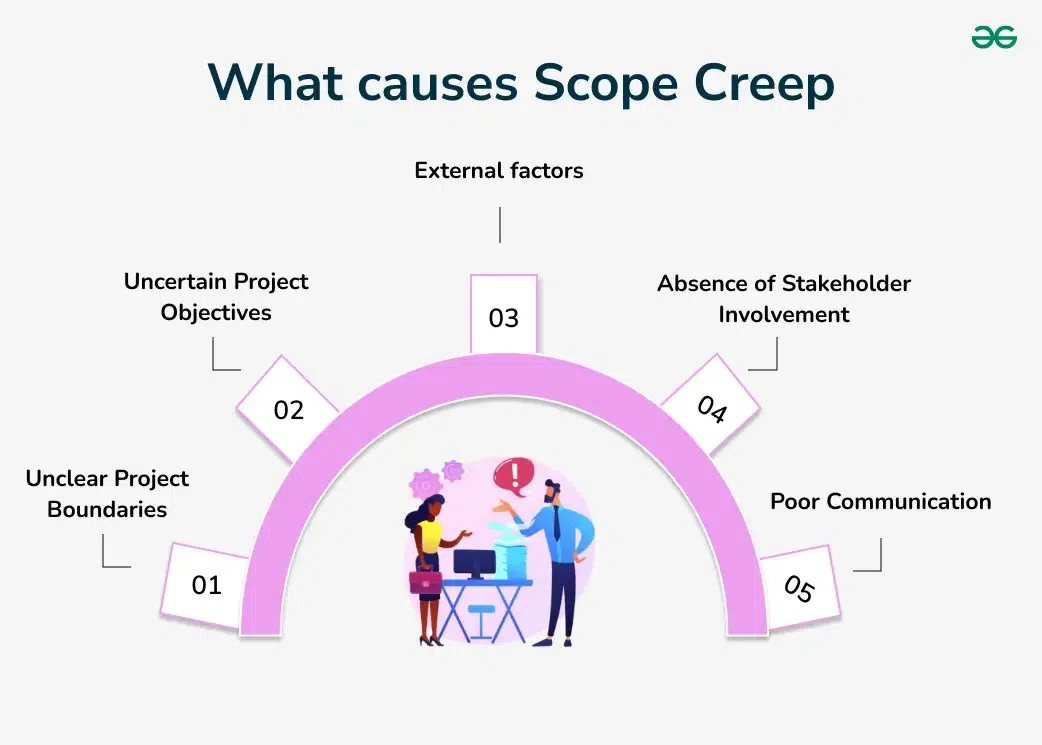 What causes Scope Creep
External factors
Uncertain Project
Objectives
Absence of Stakeholder
Involvement
03
02
04
Unclear Project
Boundaries
Poor Communication
!
01
05